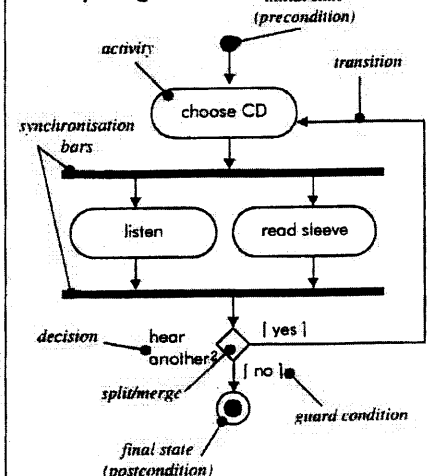 (precondition)
activity
transition
choose CD
synchronisation
bars
listen
read sleeve
decision
hear
another?
[ yes ]
split/merge
[ no ]
guard condition
final state
(postcondition)